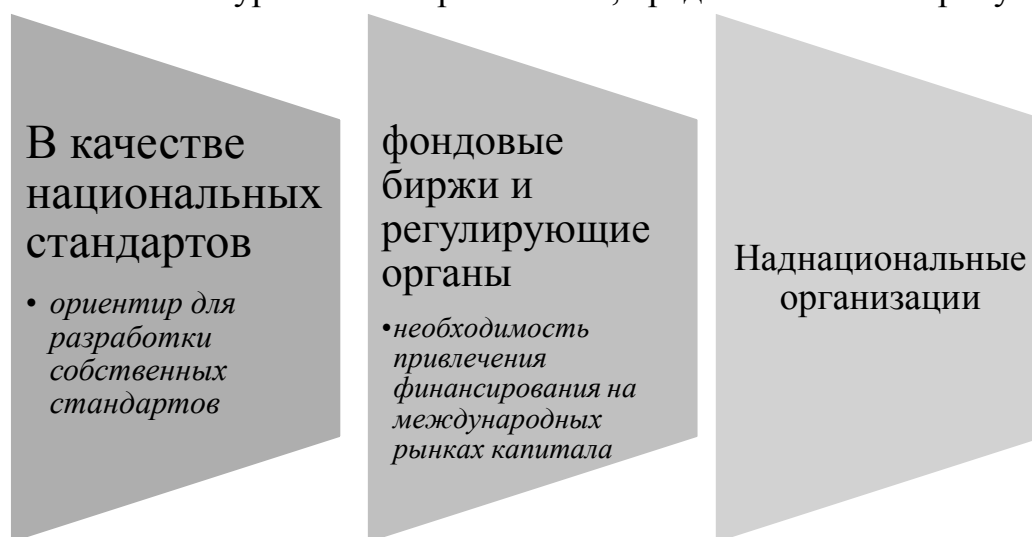 В качестве
национальных
стандартов
• ориентир для
разработки
собственных
стандартов
фондовые
биржи и
регулирующие
органы
•необходимость
привлечения
финансирования на
международных
рынках капитала
Наднациональные
организации